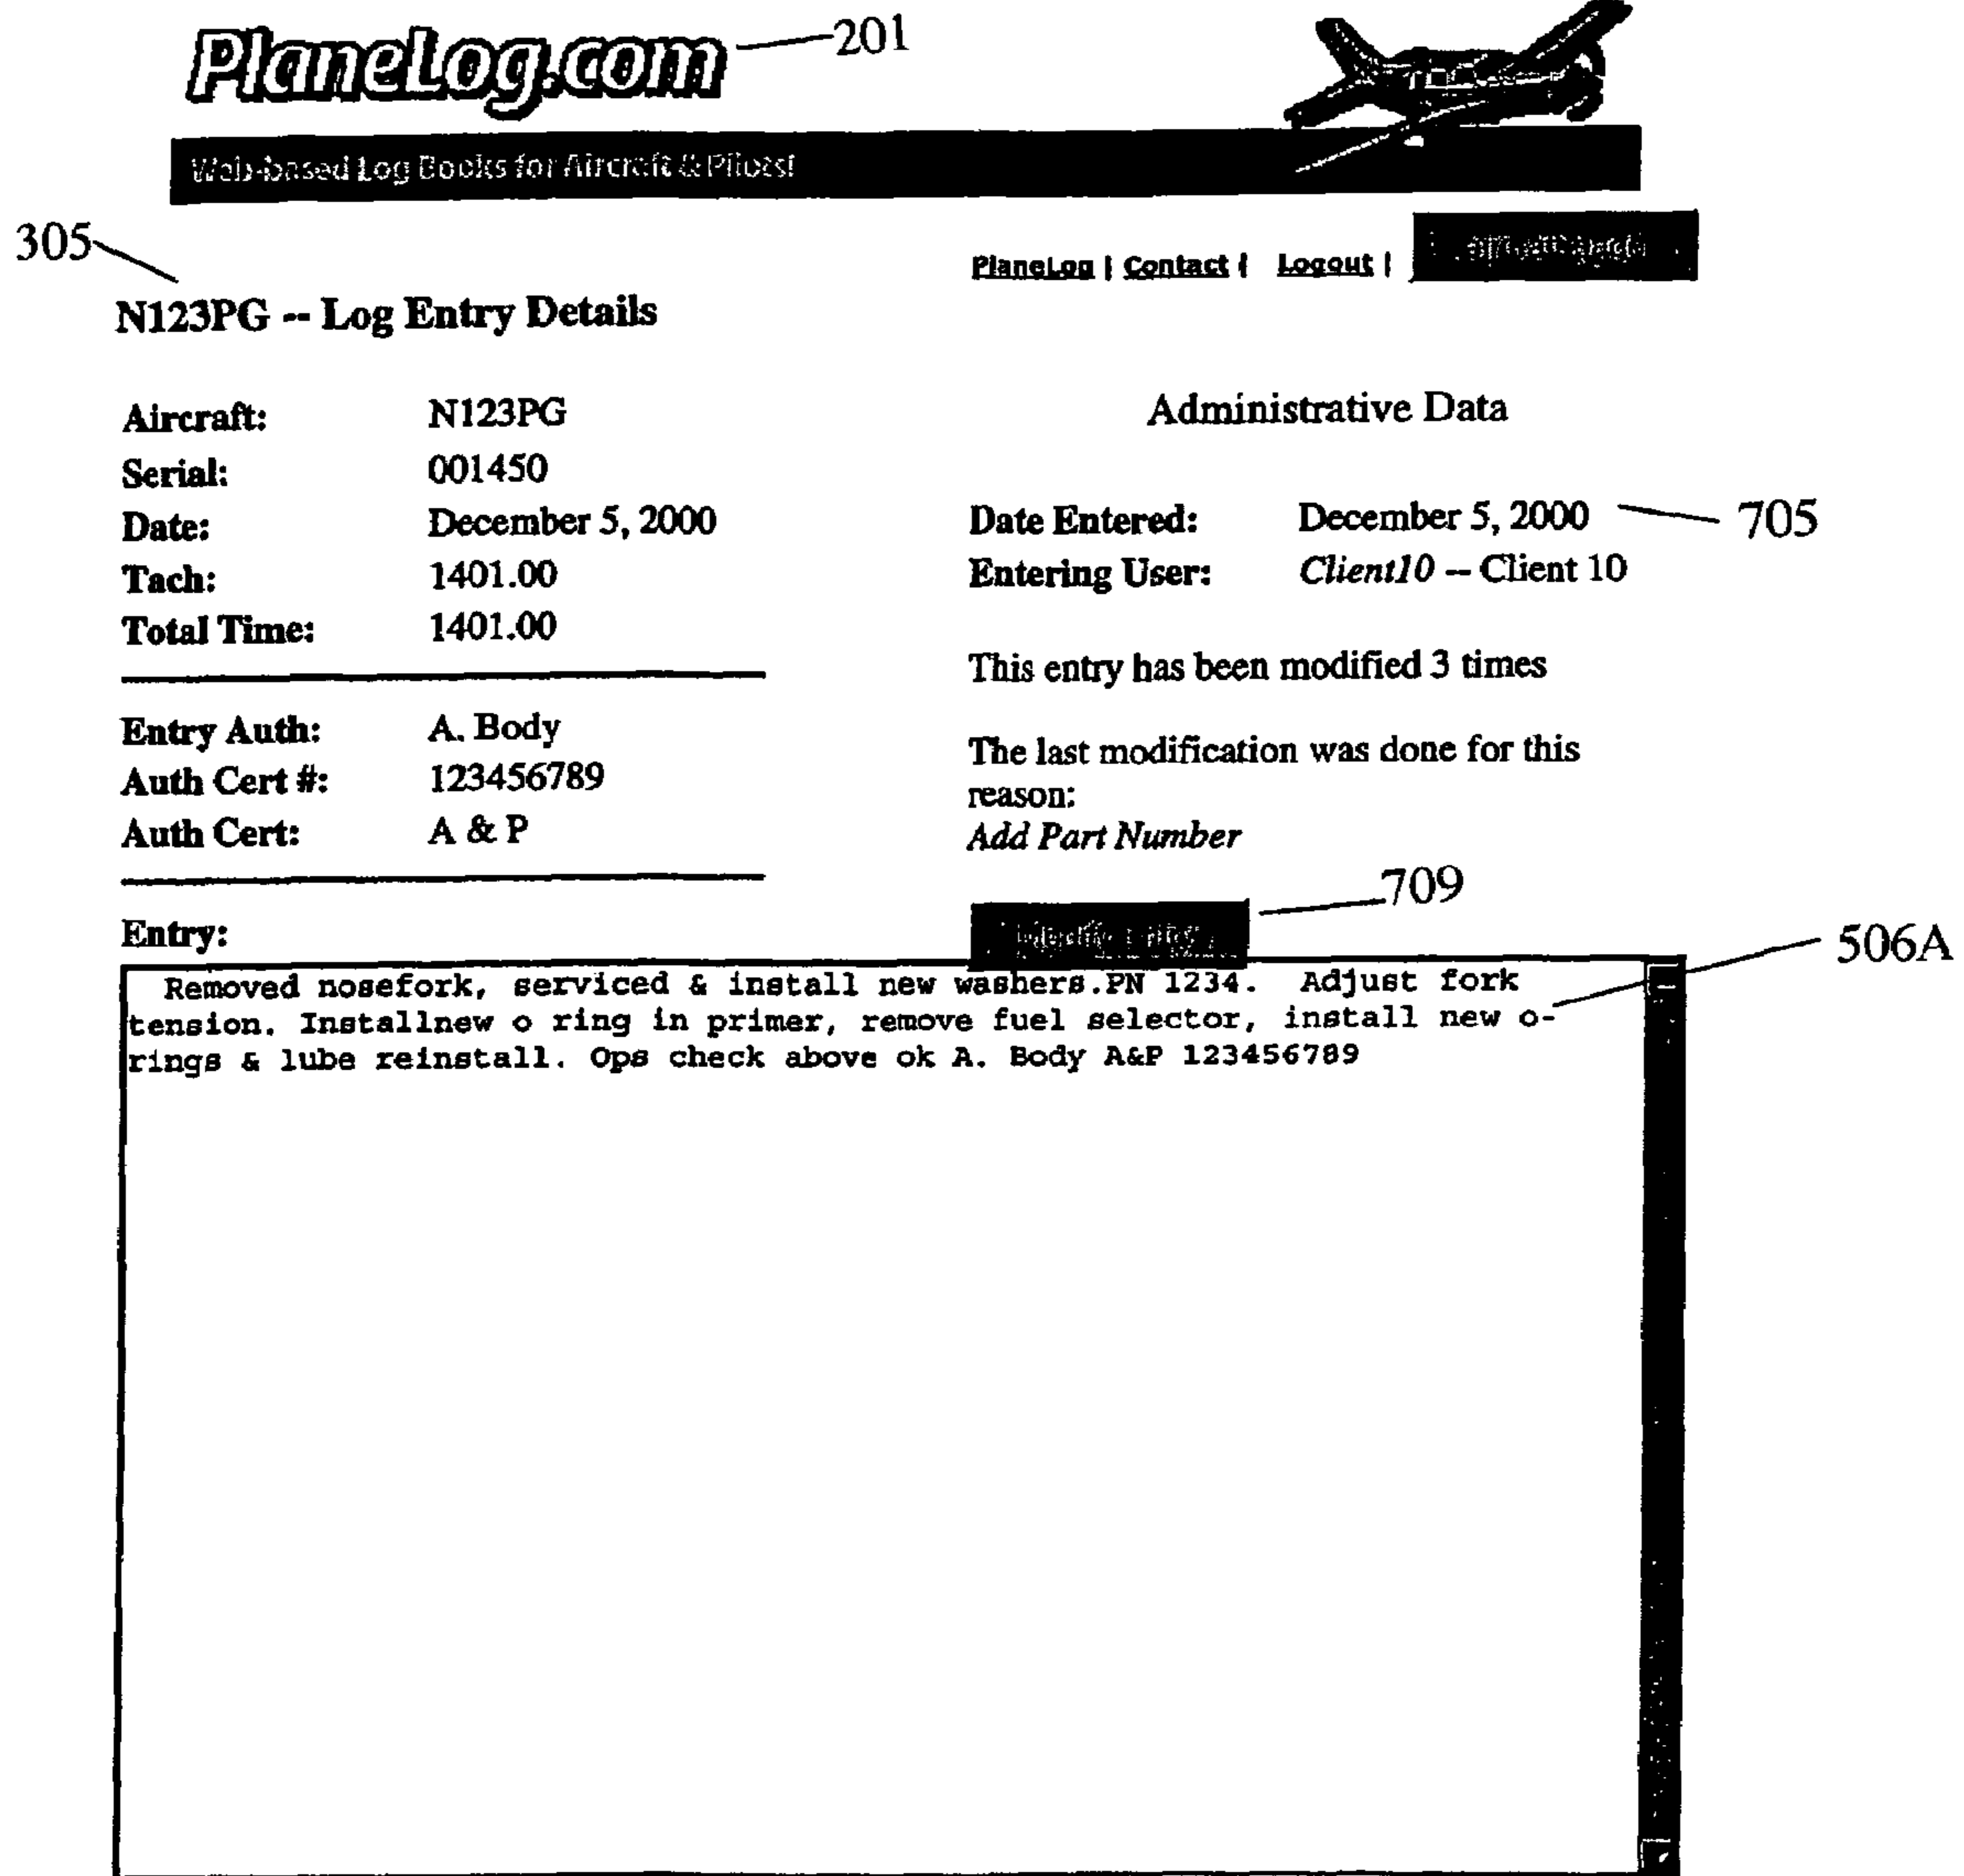 PlaneLog.com 201
Web-based Log Books for Aircraft & Pilots!
305
PlaneLog | Contact | Logout |
N123PG -- Log Entry Details
Aircraft: N123PG
Serial: 001450
Date: December 5, 2000
Tach: 1401.00
Total Time: 1401.00
Administrative Data
Date Entered: December 5, 2000 705
Entering User: Client10 -- Client 10
This entry has been modified 3 times
Entry Auth: A. Body
Auth Cert #: 123456789
Auth Cert: A & P
The last modification was done for this
reason:
Add Part Number
709
Entry:
506A
Removed nosefork, serviced & install new washers.PN 1234. Adjust fork
tension. Installnew o ring in primer, remove fuel selector, install new o-
rings & lube reinstall. Ops check above ok A. Body A&P 123456789